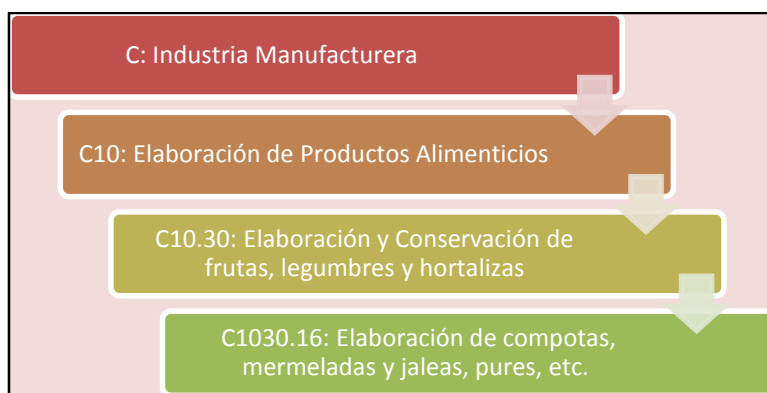 C: Industria Manufacturera
C10: Elaboración de Productos Alimenticios
C10.30: Elaboración y Conservación de
frutas, legumbres y hortalizas
C1030.16: Elaboración de compotas,
mermeladas y jaleas, pures, etc.